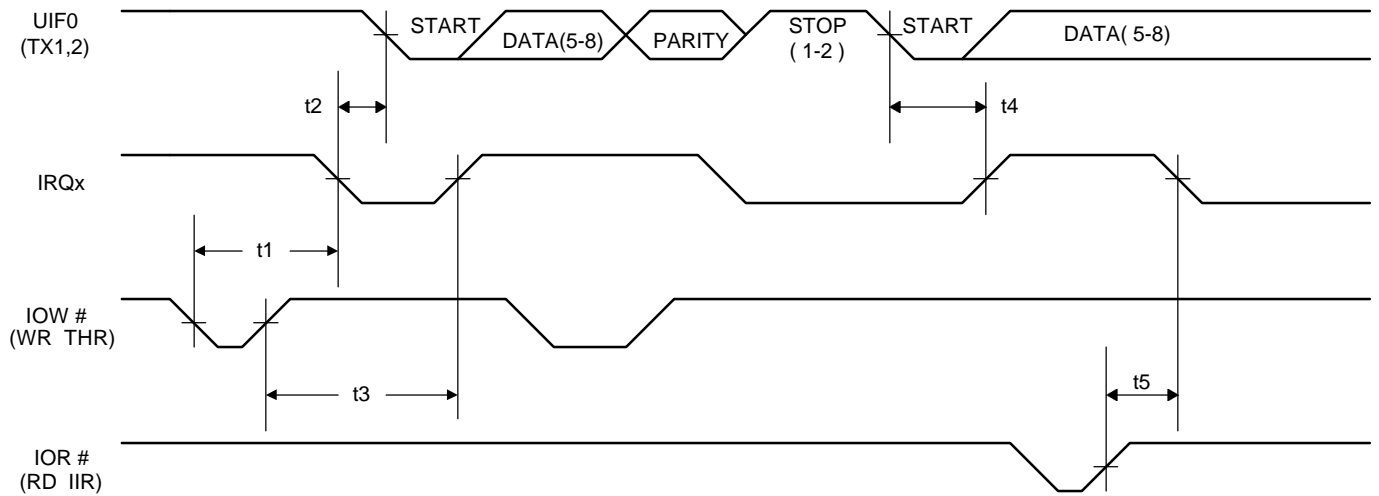 UIF0
(TX1,2)
START
DATA(5-8)
PARITY
STOP
( 1-2 )
START
DATA( 5-8)
t2
t4
IRQx
t1
IOW #
(WR THR)
t3
t5
IOR #
(RD IIR)